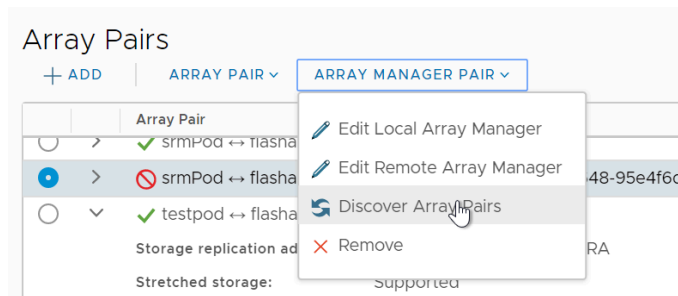 Array Pairs
+ ADD ARRAY PAIR ARRAY MANAGER PAIR
Array Pair
srmPod ↔ flasha
Edit Local Array Manager
srmPod ↔ flasha
Edit Remote Array Manager
48-95e4f6c
testpod ↔ flasha
Discover Array Pairs
Storage replication ad
Remove
RA
Stretched storage: Supported